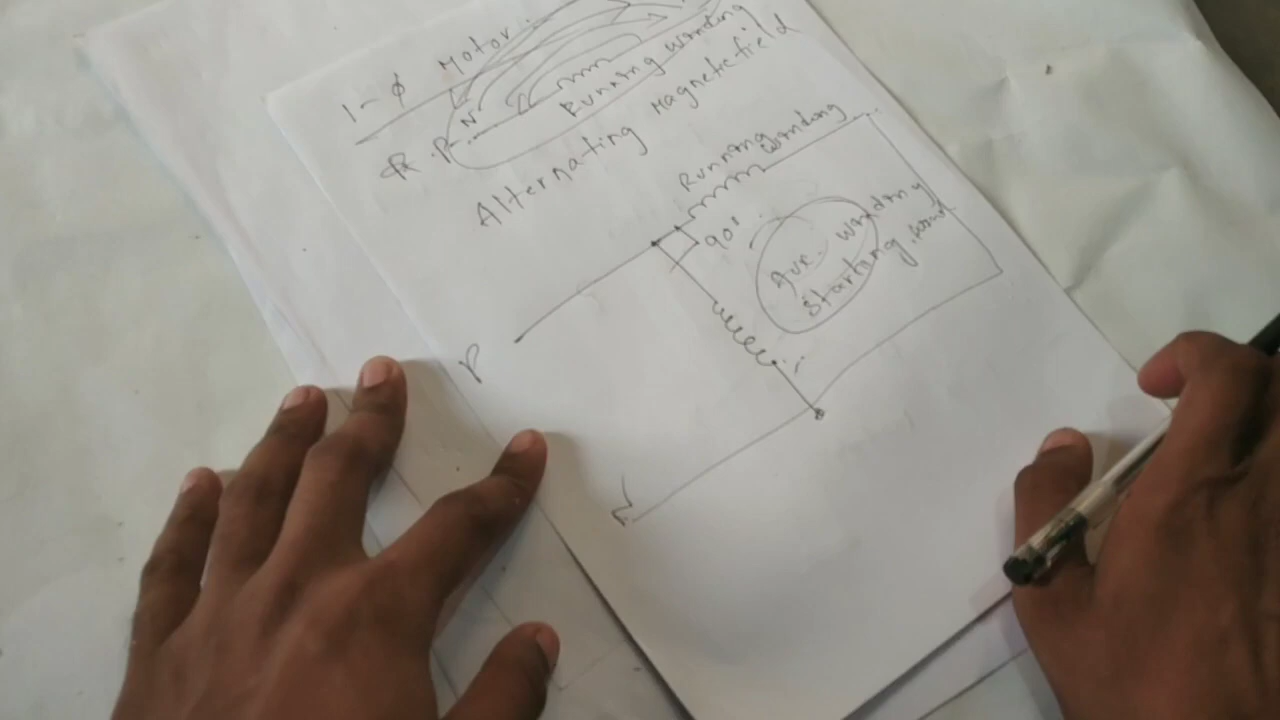 1-φ Motor
N
R.P.
Running winding
Alternating Magnetic field
Running winding
90°
Aux. winding
Starting wind
P
N